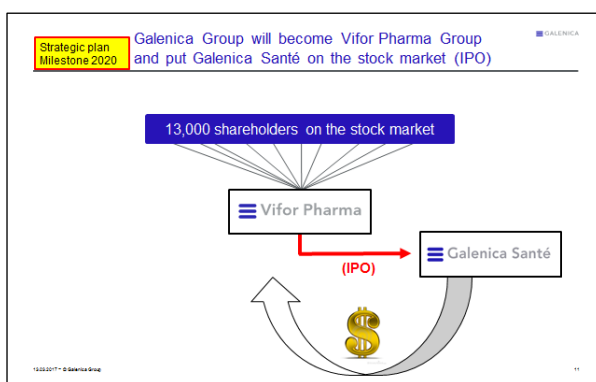 Strategic plan
Milestone 2020
Galenica Group will become Vifor Pharma Group
and put Galenica Santé on the stock market (IPO)
GALENICA
13,000 shareholders on the stock market
Vifor Pharma
(IPO)
Galenica Santé
$
13.03.2017 – © Galenica Group
11